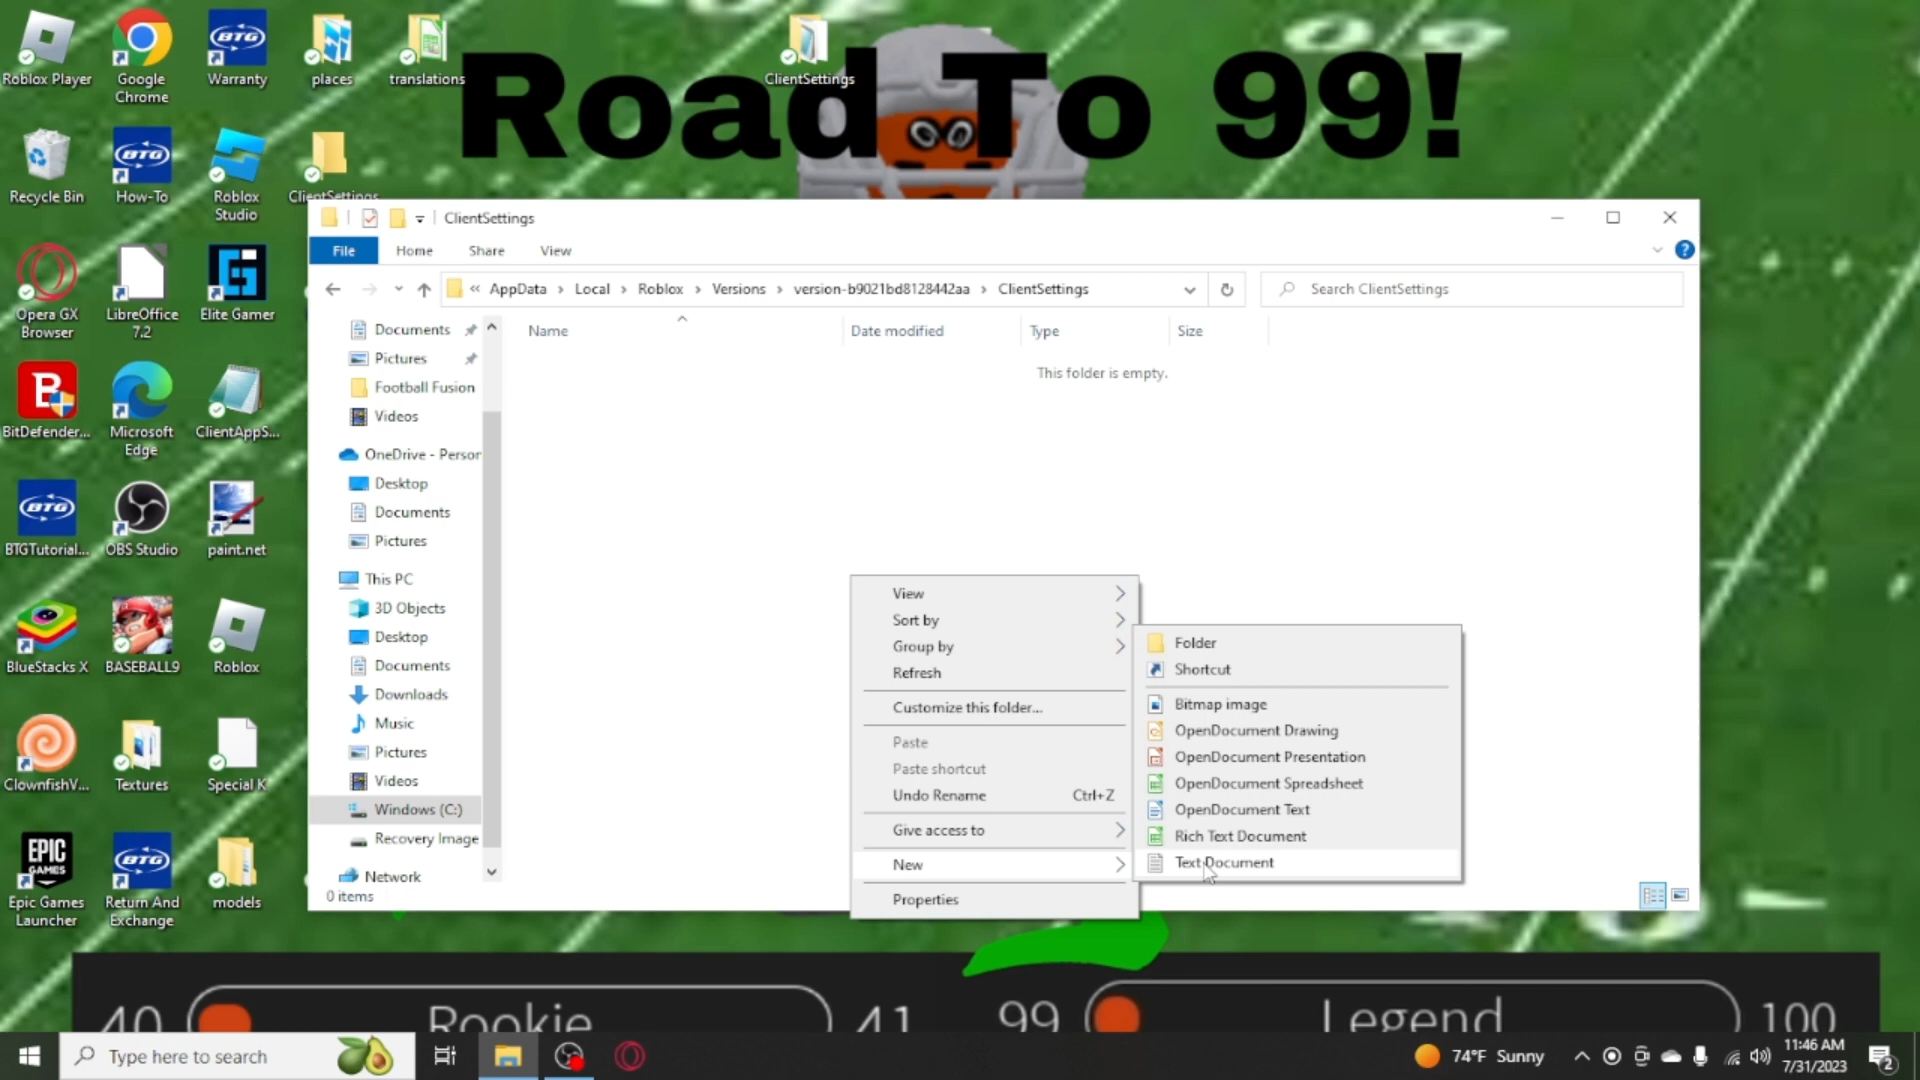 Roblox Player
Google
Chrome
Warranty
places
translations
ClientSettings
Road To 99!
Recycle Bin
How-To
Roblox
Studio
ClientSettings
Opera GX
Browser
LibreOffice
7.2
Elite Gamer
BitDefender...
Microsoft
Edge
ClientAppS...
BTGTutorial...
OBS Studio
paint.net
BlueStacks X
BASEBALL9
Roblox
ClownfishV...
Textures
Special K
Epic Games
Launcher
Return And
Exchange
models
BTG
BTG
BTG
BTG
EPIC
GAMES
ClientSettings
File
Home
Share
View
« AppData › Local › Roblox › Versions › version-b9021bd8128442aa › ClientSettings
Search ClientSettings
Name
Date modified
Type
Size
This folder is empty.
Documents
Pictures
Football Fusion
Videos
OneDrive - Person
Desktop
Documents
Pictures
This PC
3D Objects
Desktop
Documents
Downloads
Music
Pictures
Videos
Windows (C:)
Recovery Image
Network
0 items
View
Sort by
Group by
Refresh
Customize this folder...
Paste
Paste shortcut
Undo Rename Ctrl+Z
Give access to
New
Properties
Folder
Shortcut
Bitmap image
OpenDocument Drawing
OpenDocument Presentation
OpenDocument Spreadsheet
OpenDocument Text
Rich Text Document
Text Document
40 Rookie 41 99 Legend 100
Type here to search
74°F Sunny
11:46 AM
7/31/2023
2